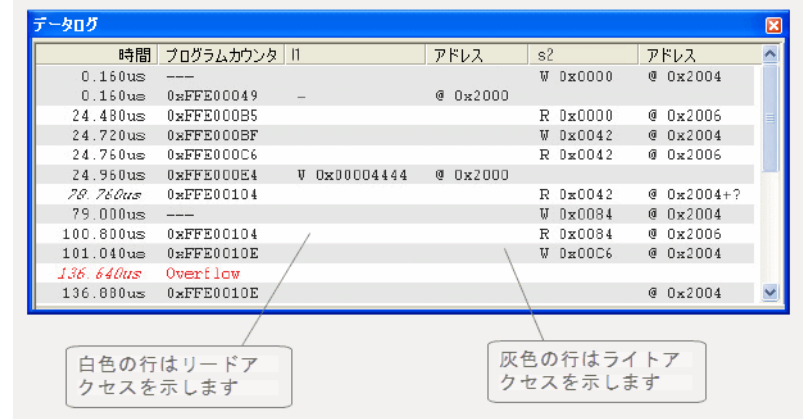 データログ
時間 プログラムカウンタ l1 アドレス s2 アドレス
0.160us --- W 0x0000 @ 0x2004
0.160us 0xFFE00049 - @ 0x2000
24.480us 0xFFE000B5 R 0x0000 @ 0x2006
24.720us 0xFFE000BF W 0x0042 @ 0x2004
24.760us 0xFFE000C6 R 0x0042 @ 0x2006
24.960us 0xFFE000E4 W 0x00004444 @ 0x2000
78.760us 0xFFE00104 R 0x0042 @ 0x2004+?
79.000us --- W 0x0084 @ 0x2004
100.800us 0xFFE00104 R 0x0084 @ 0x2006
101.040us 0xFFE0010E W 0x00C6 @ 0x2004
136.640us Overflow
136.880us 0xFFE0010E @ 0x2004
白色の行はリードア
クセスを示します
灰色の行はライトア
クセスを示します